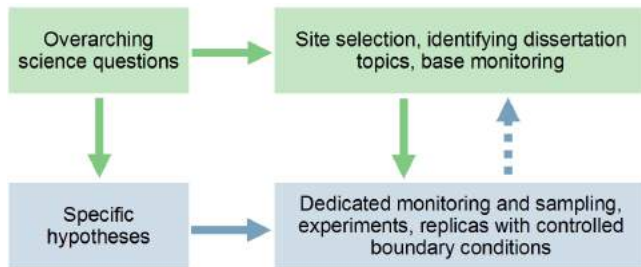 Overarching
science questions
Site selection, identifying dissertation
topics, base monitoring
Specific
hypotheses
Dedicated monitoring and sampling,
experiments, replicas with controlled
boundary conditions